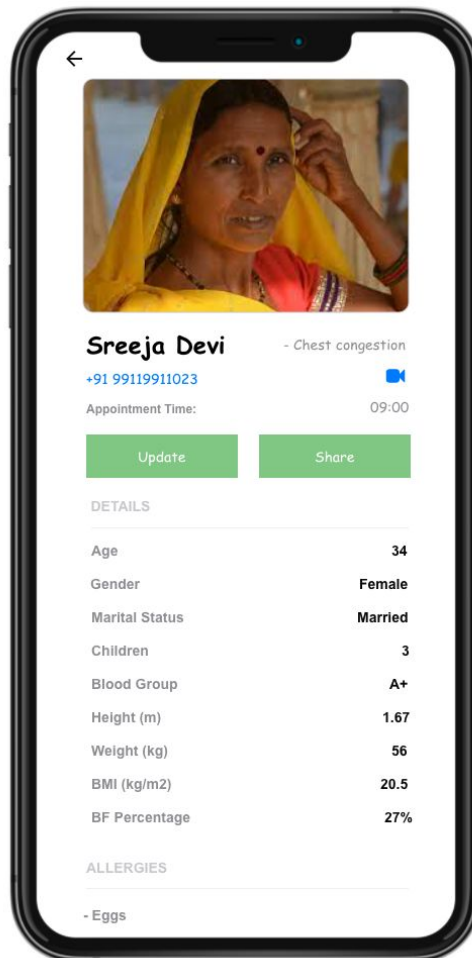 Sreeja Devi - Chest congestion
+91 99119911023
Appointment Time: 09:00
Update Share
DETAILS
Age 34
Gender Female
Marital Status Married
Children 3
Blood Group A+
Height (m) 1.67
Weight (kg) 56
BMI (kg/m2) 20.5
BF Percentage 27%
ALLERGIES
- Eggs